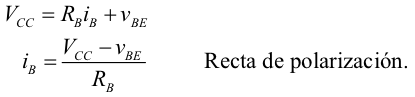 V_CC = R_B i_B + v_BE
i_B = (V_CC − v_BE) / R_B    Recta de polarización.